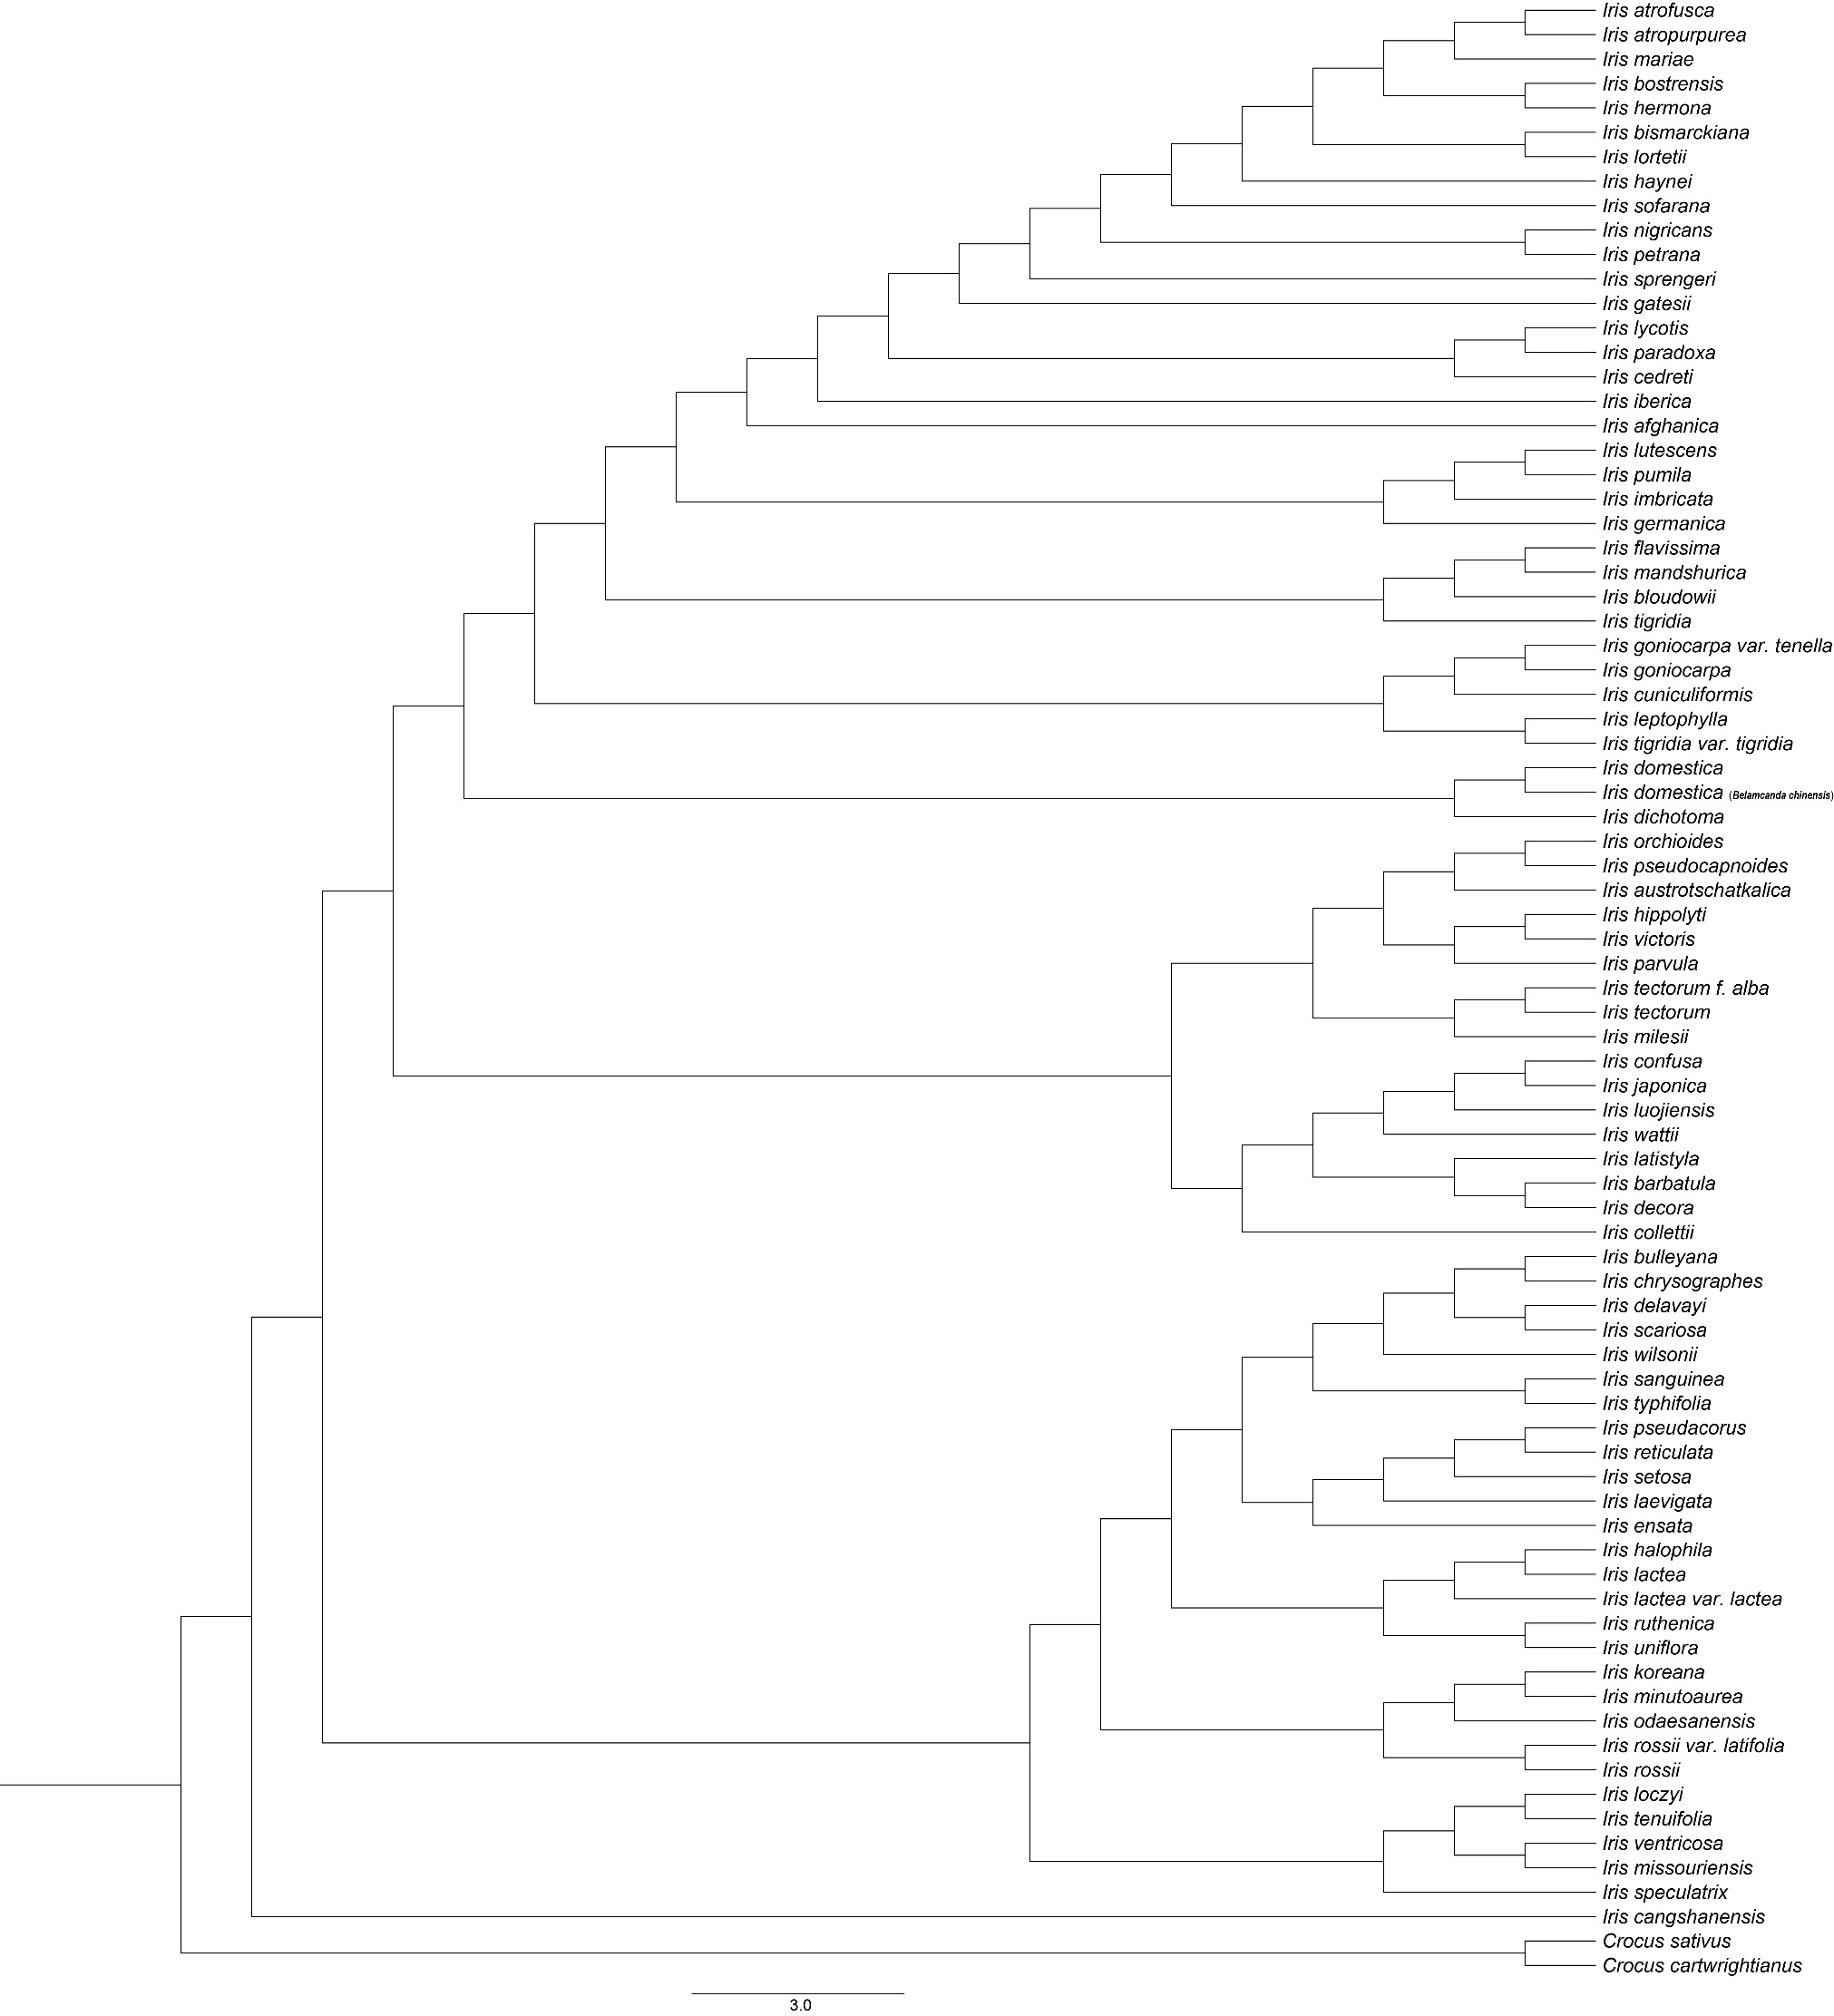 Iris atrofusca
Iris atropurpurea
Iris mariae
Iris bostrensis
Iris hermona
Iris bismarckiana
Iris lortetii
Iris haynei
Iris sofarana
Iris nigricans
Iris petrana
Iris sprengeri
Iris gatesii
Iris lycotis
Iris paradoxa
Iris cedreti
Iris iberica
Iris afghanica
Iris lutescens
Iris pumila
Iris imbricata
Iris germanica
Iris flavissima
Iris mandshurica
Iris bloudowii
Iris tigridia
Iris goniocarpa var. tenella
Iris goniocarpa
Iris cuniculiformis
Iris leptophylla
Iris tigridia var. tigridia
Iris domestica
Iris domestica (Belamcanda chinensis)
Iris dichotoma
Iris orchioides
Iris pseudocapnoides
Iris austrotschatkalica
Iris hippolyti
Iris victoris
Iris parvula
Iris tectorum f. alba
Iris tectorum
Iris milesii
Iris confusa
Iris japonica
Iris luojiensis
Iris wattii
Iris latistyla
Iris barbatula
Iris decora
Iris collettii
Iris bulleyana
Iris chrysographes
Iris delavayi
Iris scariosa
Iris wilsonii
Iris sanguinea
Iris typhifolia
Iris pseudacorus
Iris reticulata
Iris setosa
Iris laevigata
Iris ensata
Iris halophila
Iris lactea
Iris lactea var. lactea
Iris ruthenica
Iris uniflora
Iris koreana
Iris minutoaurea
Iris odaesanensis
Iris rossii var. latifolia
Iris rossii
Iris loczyi
Iris tenuifolia
Iris ventricosa
Iris missouriensis
Iris speculatrix
Iris cangshanensis
Crocus sativus
Crocus cartwrightianus
3.0